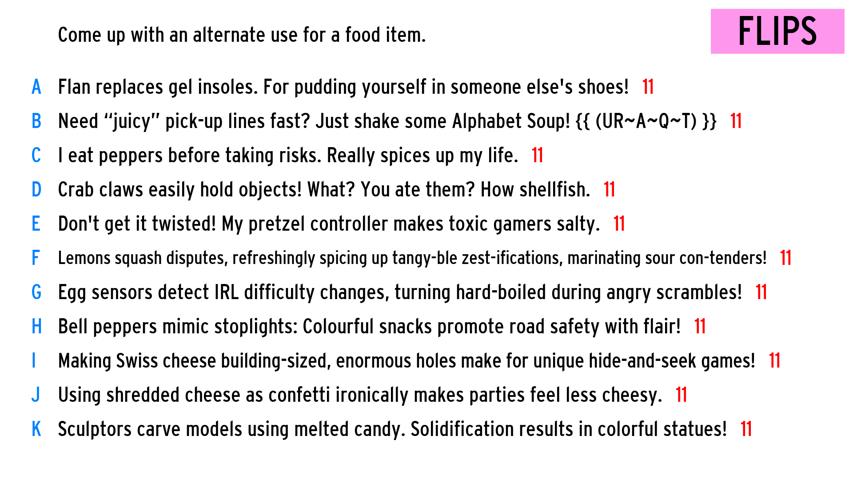 Come up with an alternate use for a food item.
FLIPS
A Flan replaces gel insoles. For pudding yourself in someone else's shoes! 11
B Need “juicy” pick-up lines fast? Just shake some Alphabet Soup! {{ (UR~A~Q~T) }} 11
C I eat peppers before taking risks. Really spices up my life. 11
D Crab claws easily hold objects! What? You ate them? How shellfish. 11
E Don't get it twisted! My pretzel controller makes toxic gamers salty. 11
F Lemons squash disputes, refreshingly spicing up tangy-ble zest-ifications, marinating sour con-tenders! 11
G Egg sensors detect IRL difficulty changes, turning hard-boiled during angry scrambles! 11
H Bell peppers mimic stoplights: Colourful snacks promote road safety with flair! 11
I Making Swiss cheese building-sized, enormous holes make for unique hide-and-seek games! 11
J Using shredded cheese as confetti ironically makes parties feel less cheesy. 11
K Sculptors carve models using melted candy. Solidification results in colorful statues! 11